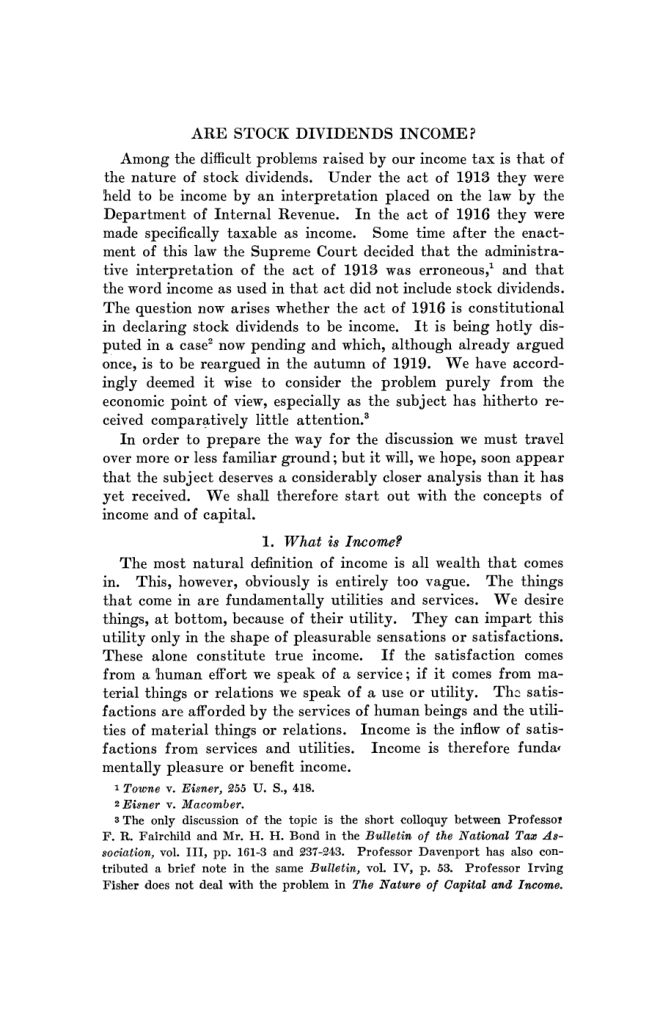 ARE STOCK DIVIDENDS INCOME?
Among the difficult problems raised by our income tax is that of
the nature of stock dividends. Under the act of 1913 they were
held to be income by an interpretation placed on the law by the
Department of Internal Revenue. In the act of 1916 they were
made specifically taxable as income. Some time after the enact-
ment of this law the Supreme Court decided that the administra-
tive interpretation of the act of 1913 was erroneous,¹ and that
the word income as used in that act did not include stock dividends.
The question now arises whether the act of 1916 is constitutional
in declaring stock dividends to be income. It is being hotly dis-
puted in a case² now pending and which, although already argued
once, is to be reargued in the autumn of 1919. We have accord-
ingly deemed it wise to consider the problem purely from the
economic point of view, especially as the subject has hitherto re-
ceived comparatively little attention.³
In order to prepare the way for the discussion we must travel
over more or less familiar ground; but it will, we hope, soon appear
that the subject deserves a considerably closer analysis than it has
yet received. We shall therefore start out with the concepts of
income and of capital.
1. What is Income?
The most natural definition of income is all wealth that comes
in. This, however, obviously is entirely too vague. The things
that come in are fundamentally utilities and services. We desire
things, at bottom, because of their utility. They can impart this
utility only in the shape of pleasurable sensations or satisfactions.
These alone constitute true income. If the satisfaction comes
from a human effort we speak of a service; if it comes from ma-
terial things or relations we speak of a use or utility. The satis-
factions are afforded by the services of human beings and the utili-
ties of material things or relations. Income is the inflow of satis-
factions from services and utilities. Income is therefore funda-
mentally pleasure or benefit income.
¹ Towne v. Eisner, 255 U. S., 418.
² Eisner v. Macomber.
³ The only discussion of the topic is the short colloquy between Professor
F. R. Fairchild and Mr. H. H. Bond in the Bulletin of the National Tax As-
sociation, vol. III, pp. 161-3 and 237-243. Professor Davenport has also con-
tributed a brief note in the same Bulletin, vol. IV, p. 53. Professor Irving
Fisher does not deal with the problem in The Nature of Capital and Income.